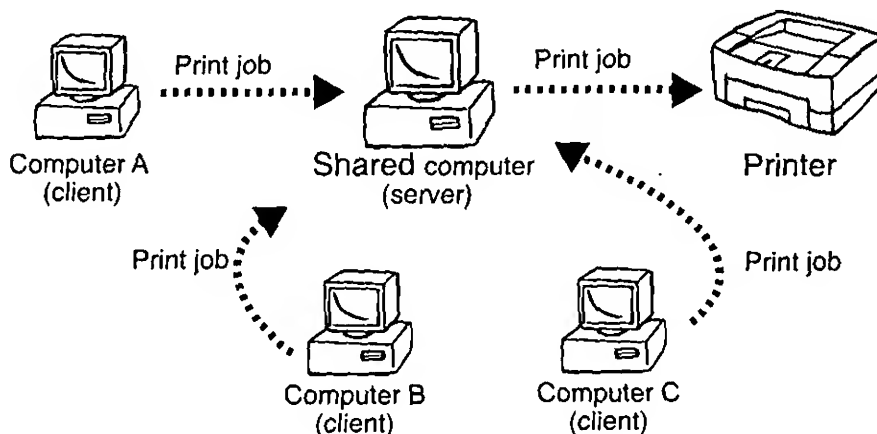 Print job
Print job
Computer A
(client)
Shared computer
(server)
Printer
Print job
Print job
Computer B
(client)
Computer C
(client)